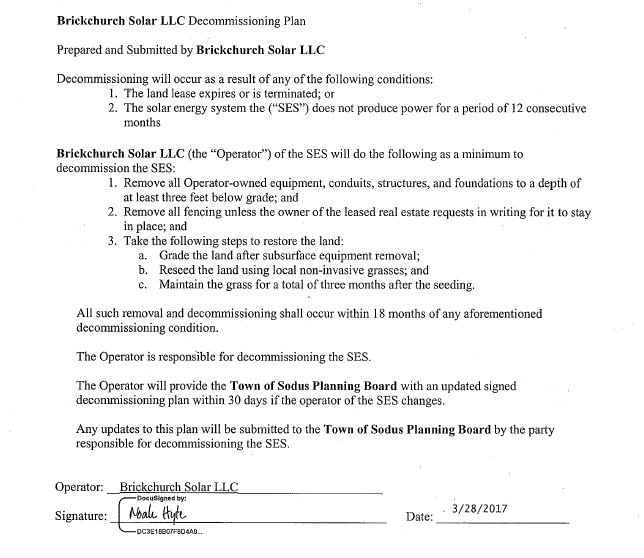 Brickchurch Solar LLC Decommissioning Plan
Prepared and Submitted by Brickchurch Solar LLC
Decommissioning will occur as a result of any of the following conditions:
1. The land lease expires or is terminated; or
2. The solar energy system the ("SES") does not produce power for a period of 12 consecutive
months
Brickchurch Solar LLC (the "Operator") of the SES will do the following as a minimum to
decommission the SES:
1. Remove all Operator-owned equipment, conduits, structures, and foundations to a depth of
at least three feet below grade; and
2. Remove all fencing unless the owner of the leased real estate requests in writing for it to stay
in place; and
3. Take the following steps to restore the land:
a. Grade the land after subsurface equipment removal;
b. Reseed the land using local non-invasive grasses; and
c. Maintain the grass for a total of three months after the seeding.
All such removal and decommissioning shall occur within 18 months of any aforementioned
decommissioning condition.
The Operator is responsible for decommissioning the SES.
The Operator will provide the Town of Sodus Planning Board with an updated signed
decommissioning plan within 30 days if the operator of the SES changes.
Any updates to this plan will be submitted to the Town of Sodus Planning Board by the party
responsible for decommissioning the SES.
Operator: Brickchurch Solar LLC
DocuSigned by:
Signature:
Date: 3/28/2017